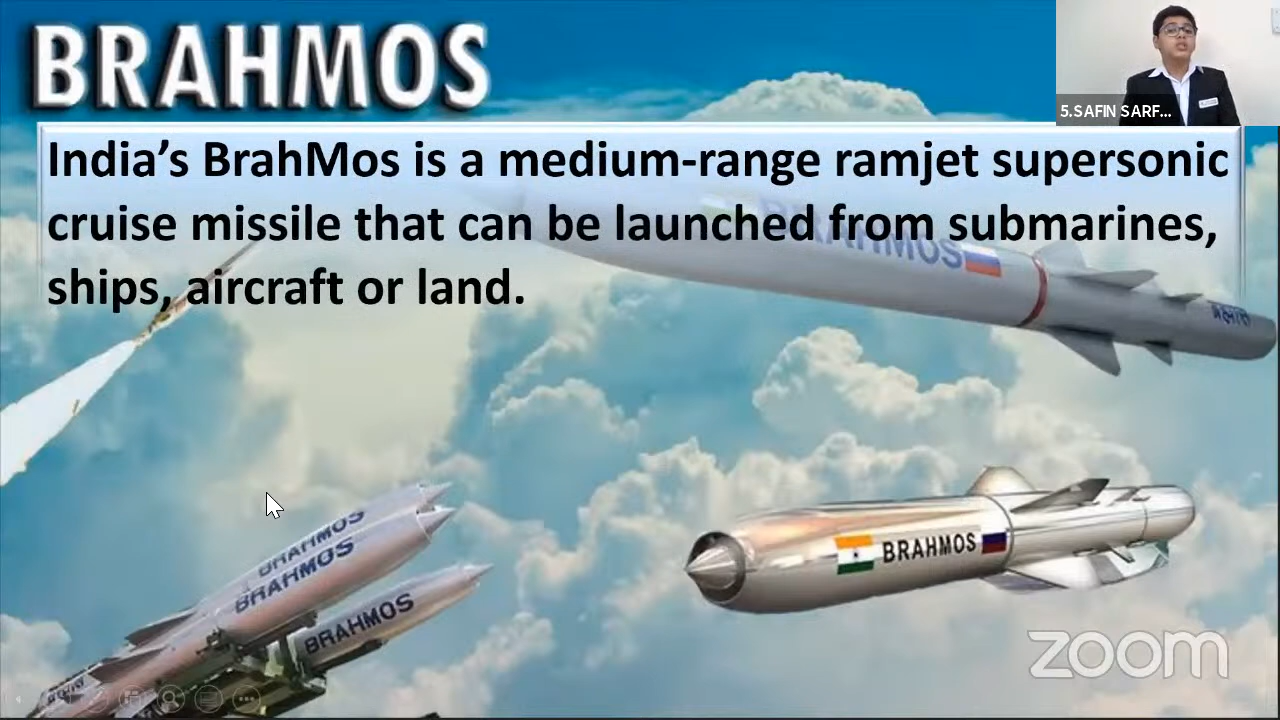 BRAHMOS
5.SAFIN SARF...
India's BrahMos is a medium-range ramjet supersonic
cruise missile that can be launched from submarines,
ships, aircraft or land.
BRAHMOS
BRAHMOS
BRAHMOS
BRAHMOS
BRAHMOS
zoom